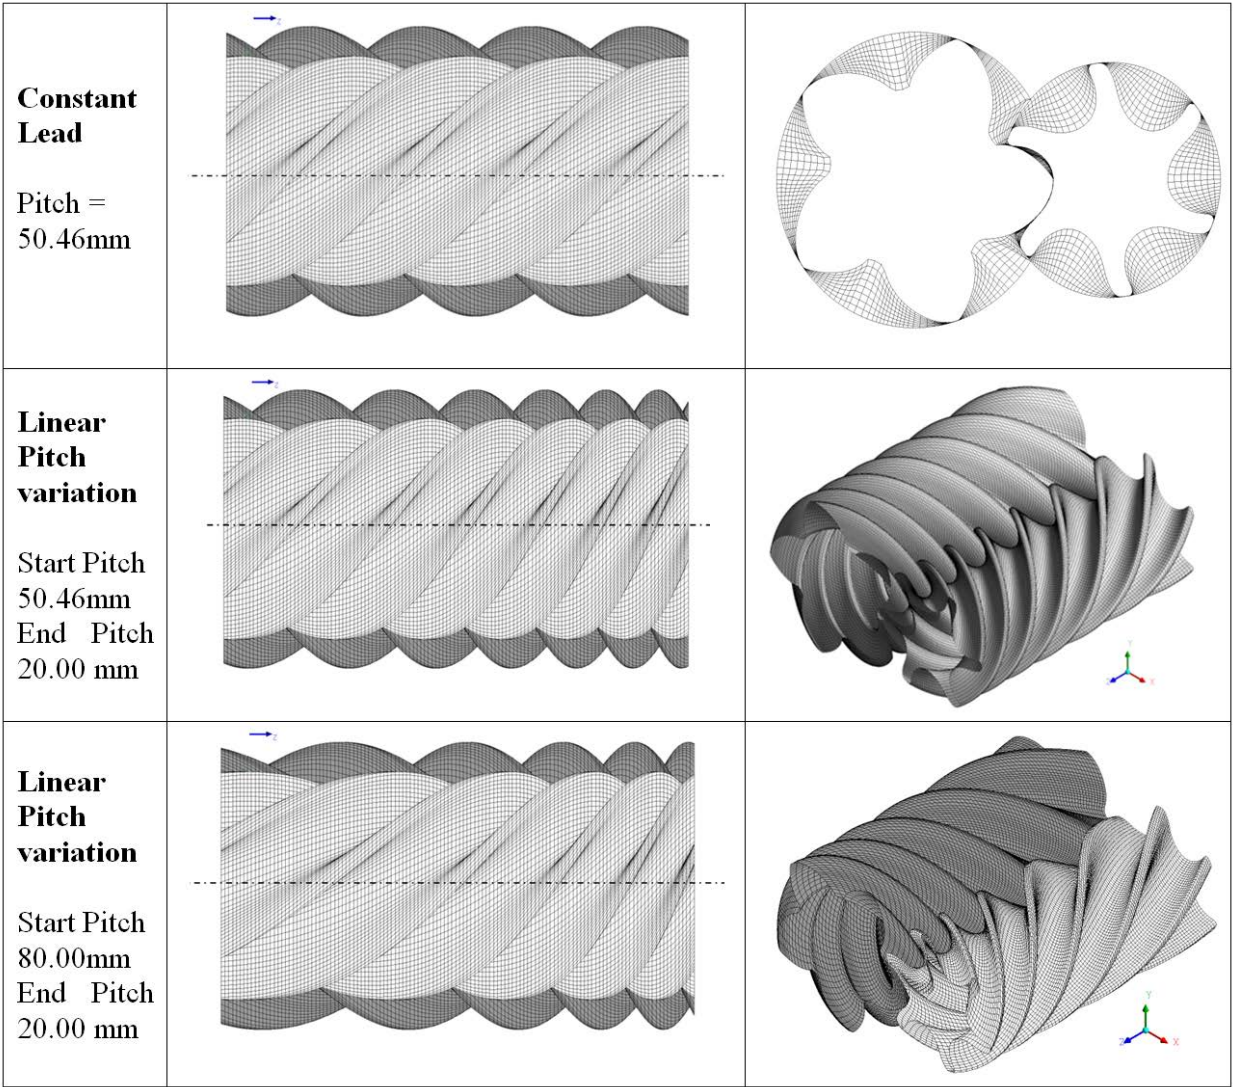 Constant
Lead
Pitch =
50.46mm
z
Linear
Pitch
variation
Start Pitch
50.46mm
End Pitch
20.00 mm
z
Y
Z
X
Linear
Pitch
variation
Start Pitch
80.00mm
End Pitch
20.00 mm
z
Y
Z
X